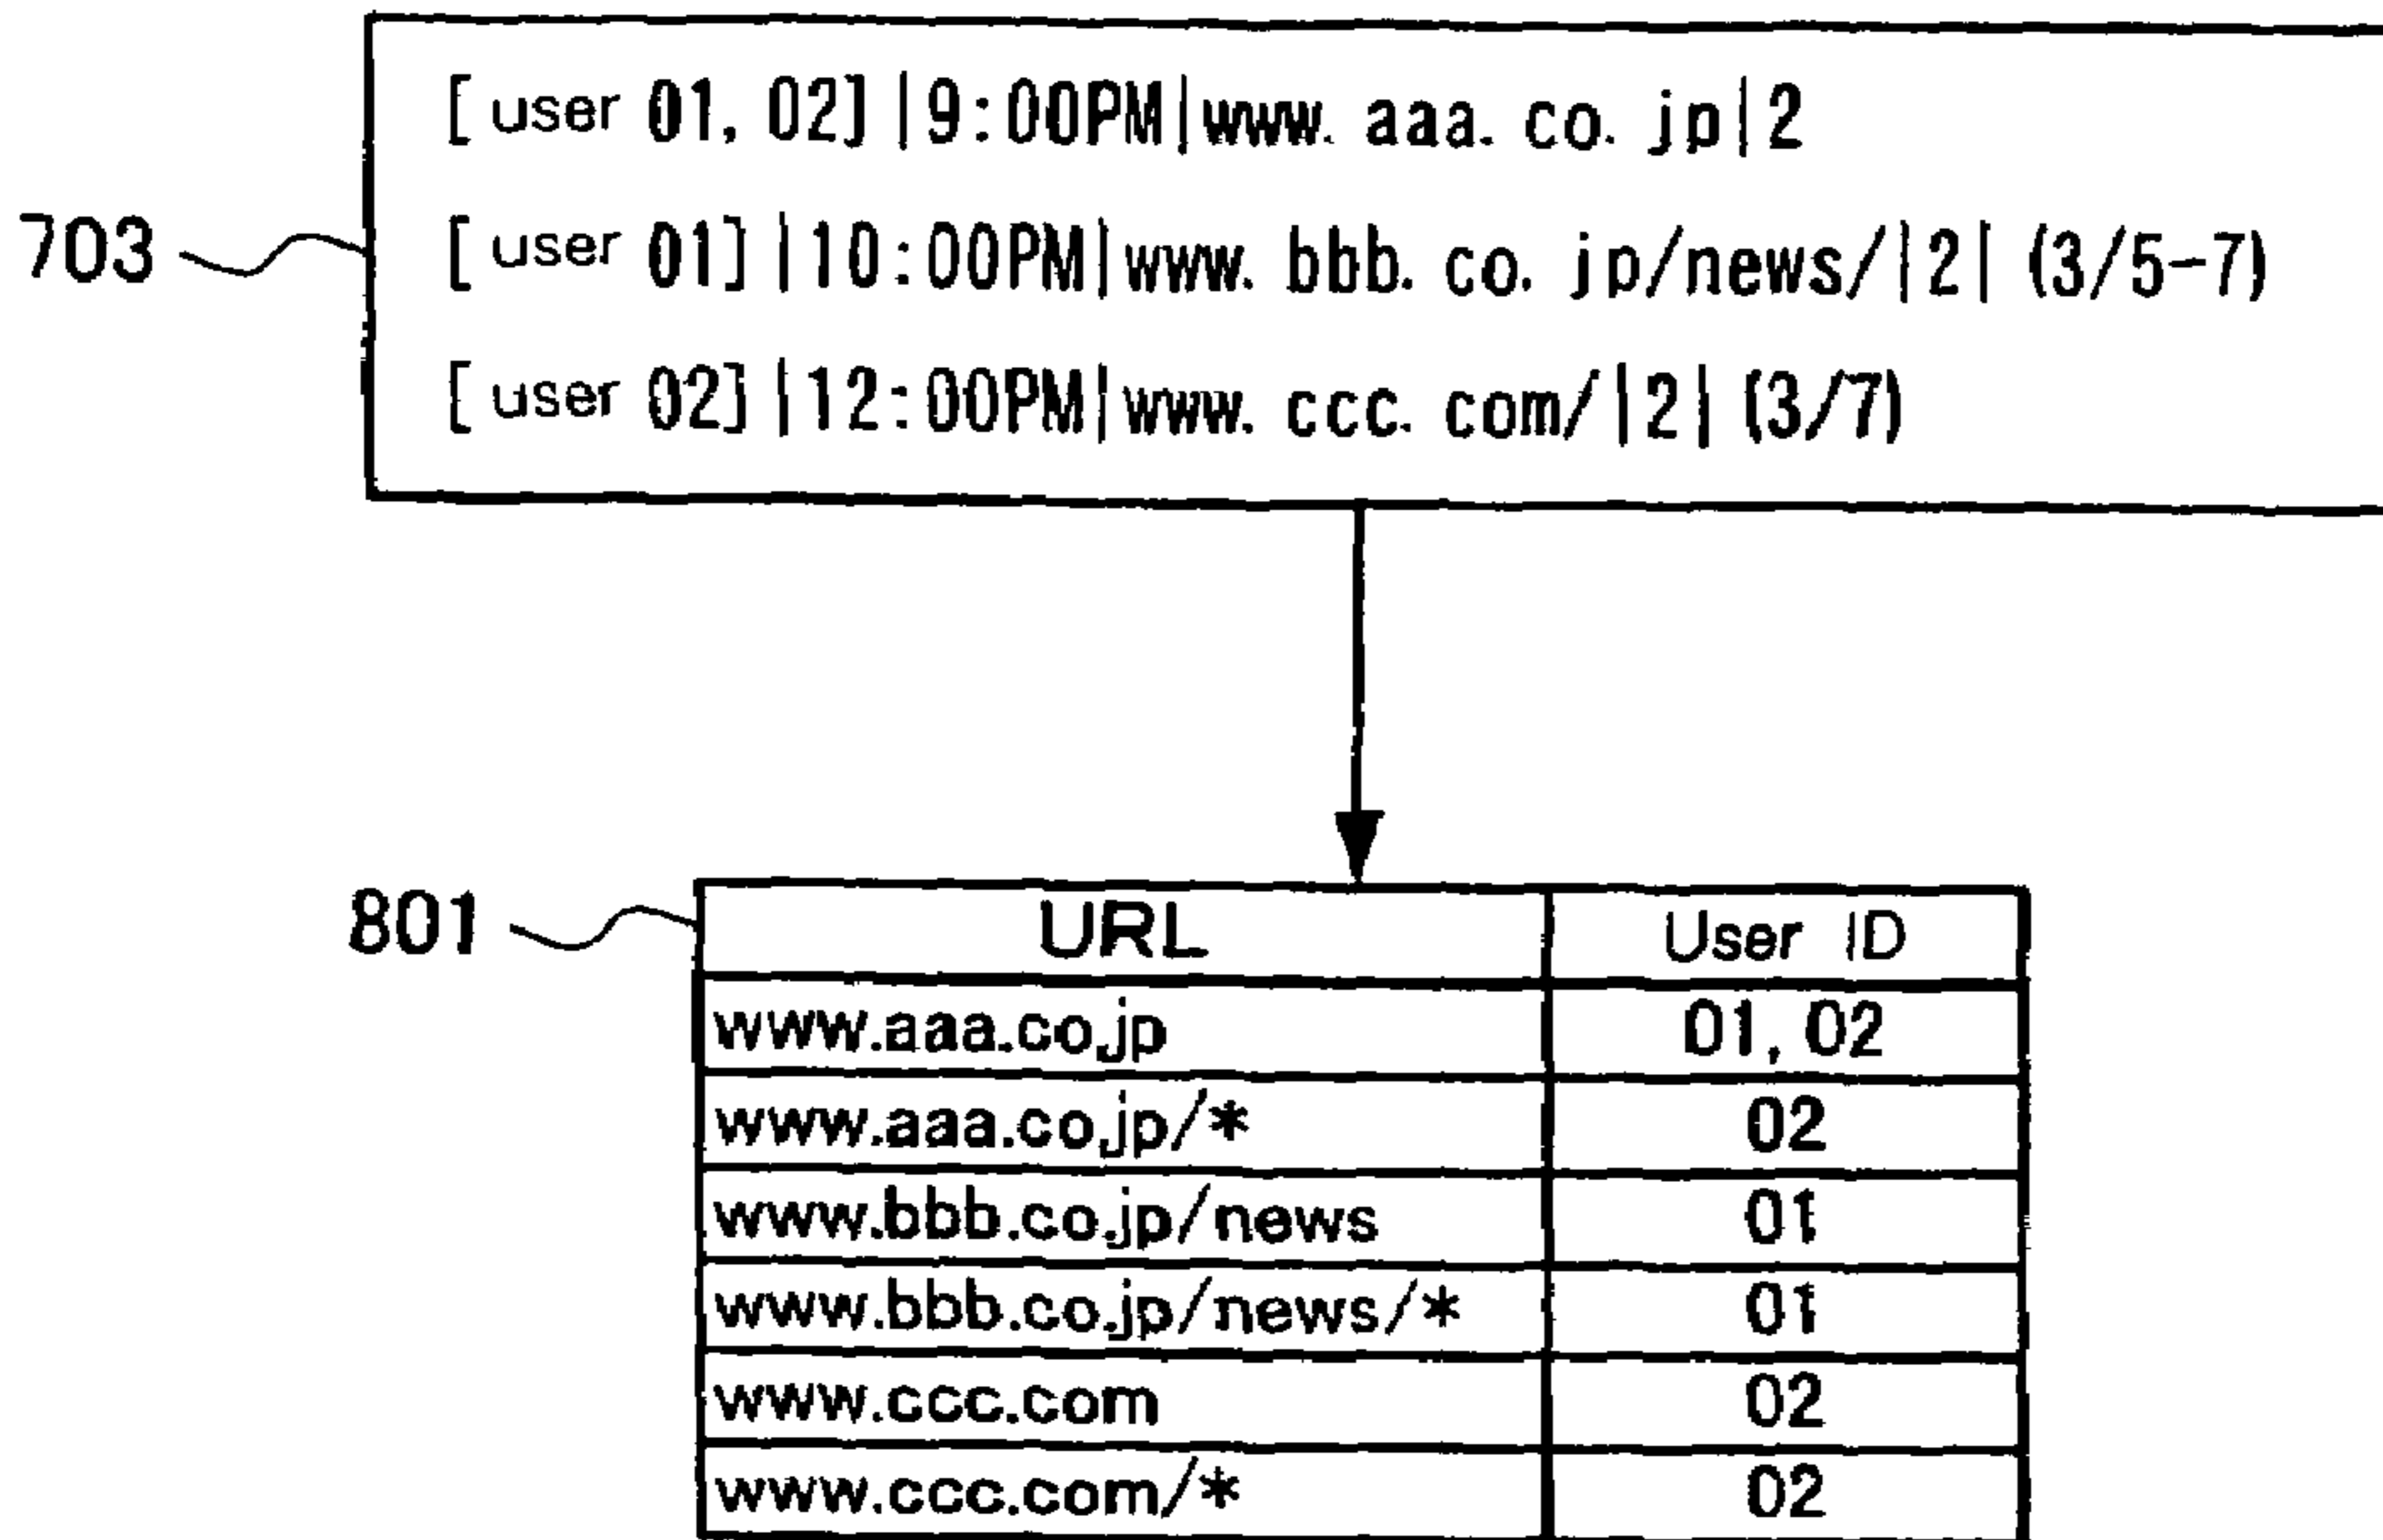 [user 01, 02]|9:00PM|www.aaa.co.jp|2
703
[user 01]|10:00PM|www.bbb.co.jp/news/|2|(3/5-7)
[user 02]|12:00PM|www.ccc.com/|2|(3/7)
801
URL User ID
www.aaa.co.jp 01, 02
www.aaa.co.jp/* 02
www.bbb.co.jp/news 01
www.bbb.co.jp/news/* 01
www.ccc.com 02
www.ccc.com/* 02